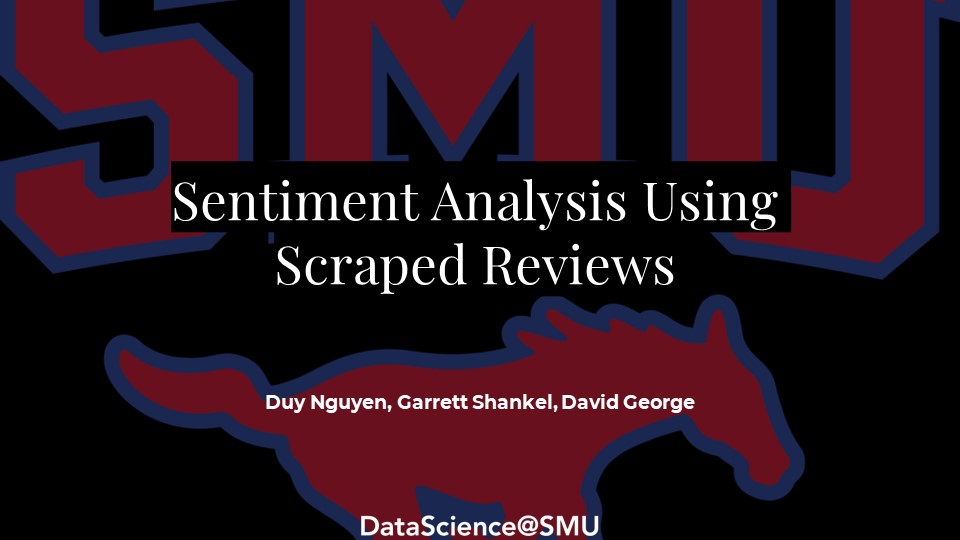 SMU
Sentiment Analysis Using
Scraped Reviews
Duy Nguyen, Garrett Shankel, David George
DataScience@SMU